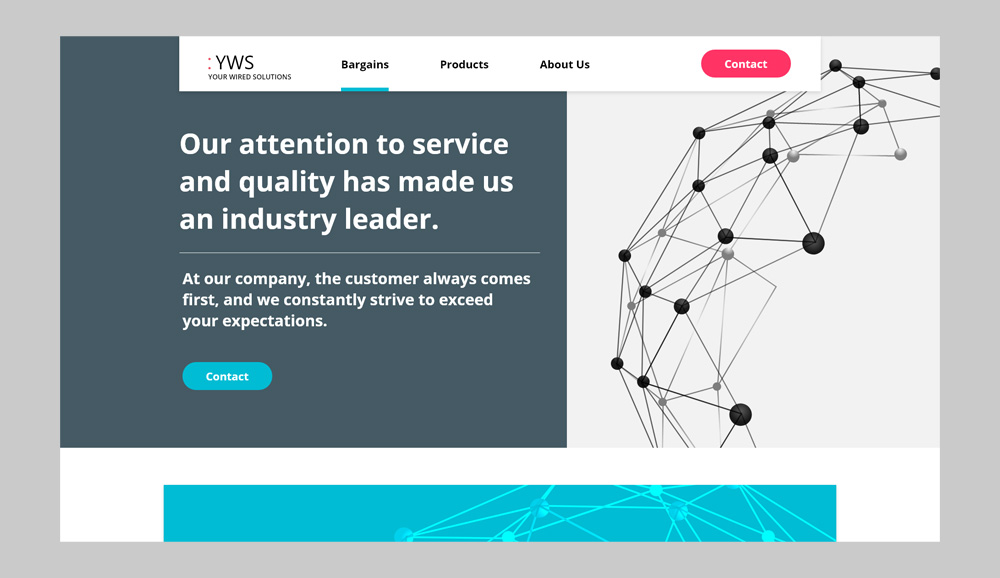 : YWS
YOUR WIRED SOLUTIONS
Bargains
Products
About Us
Contact
Our attention to service
and quality has made us
an industry leader.
At our company, the customer always comes
first, and we constantly strive to exceed
your expectations.
Contact